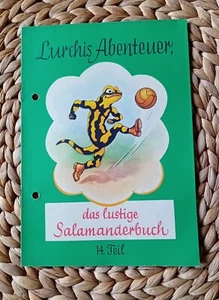 Lurchis Abenteuer,
das lustige
Salamanderbuch
14. Teil